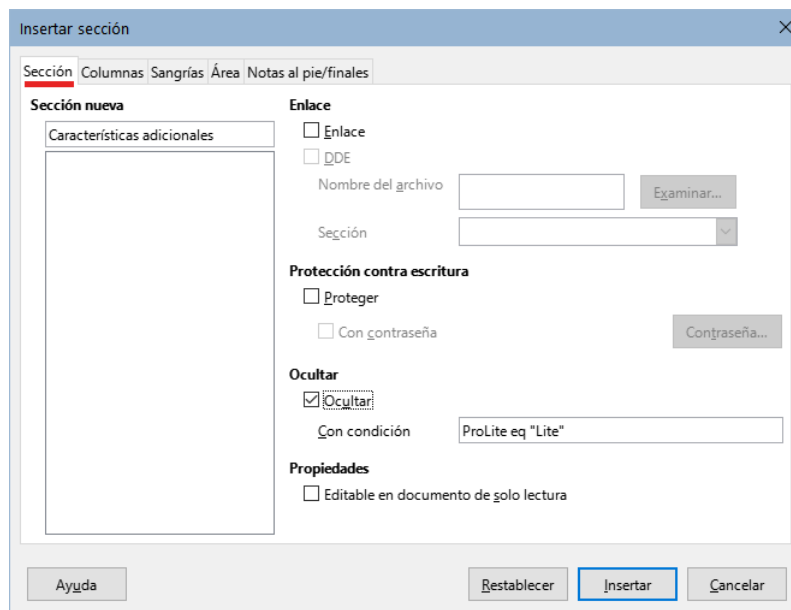 Insertar sección
Sección Columnas Sangrías Área Notas al pie/finales
Sección nueva
Características adicionales
Enlace
Enlace
DDE
Nombre del archivo
Examinar...
Sección
Protección contra escritura
Proteger
Con contraseña
Contraseña...
Ocultar
Ocultar
Con condición
ProLite eq "Lite"
Propiedades
Editable en documento de solo lectura
Ayuda
Restablecer
Insertar
Cancelar